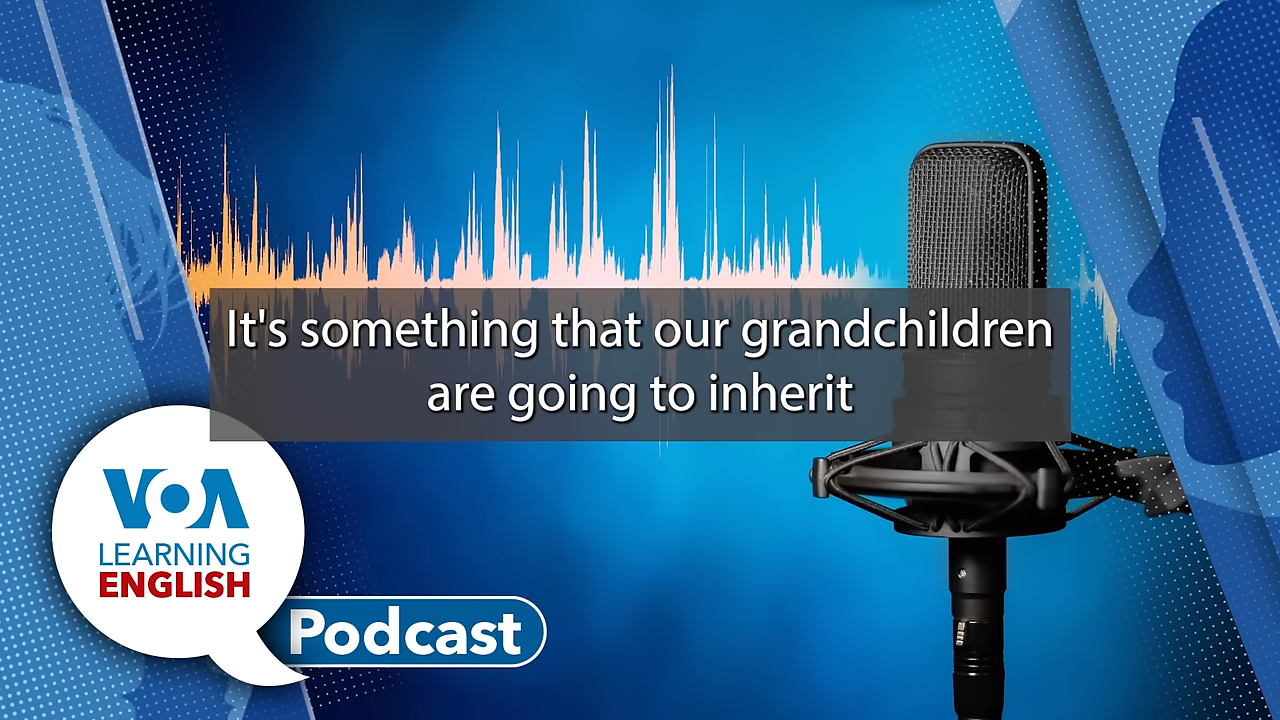 It's something that our grandchildren
are going to inherit
VOA
LEARNING
ENGLISH
Podcast